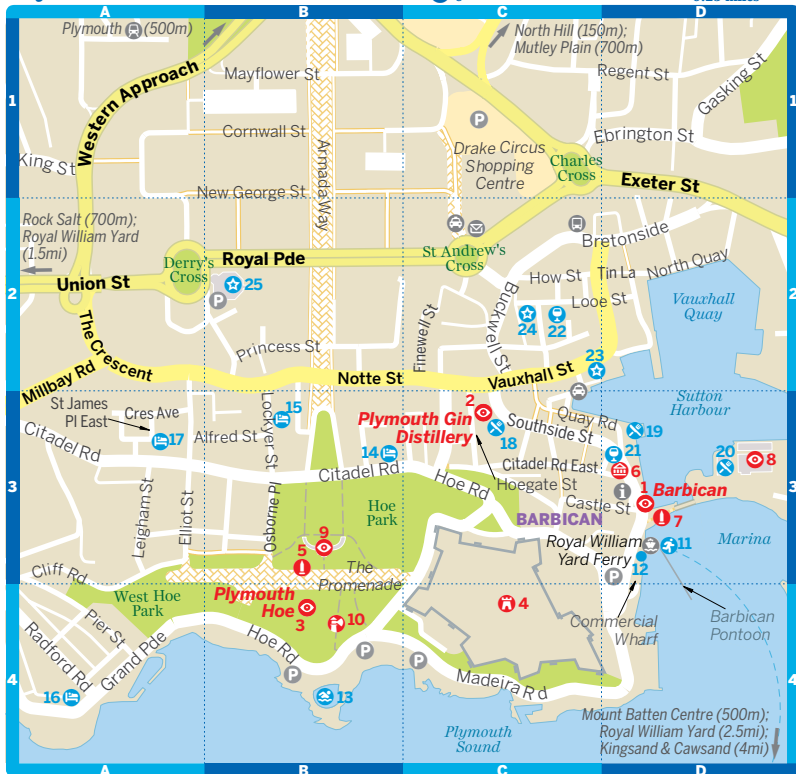 A
B
C
D
Plymouth (500m)
North Hill (150m);
Mutley Plain (700m)
1
1
Western Approach
Mayflower St
Regent St
Gasking St
Cornwall St
Armada Way
P
Ebrington St
Drake Circus
Shopping
Centre
Charles
Cross
King St
New George St
Exeter St
Rock Salt (700m);
Royal William Yard
(1.5mi)
Derry's
Cross
Royal Pde
St Andrew's
Cross
Bretonside
Union St
2
2
25
P
How St
Tin La
North Quay
Looe St
Vauxhall
Quay
24
22
Buckwell St
Finewell St
The Crescent
Princess St
23
Millbay Rd
Notte St
Vauxhall St
St James
Pl East
Cres Ave
Lockyer St
15
2
Plymouth Gin
Distillery
18
Southside St
Quay Rd
19
Sutton
Harbour
17
Alfred St
14
21
20
8
Citadel Rd
Citadel Rd
Citadel Rd East
6
3
3
Hoegate St
Hoe Rd
Castle St
1
Barbican
Leigham St
Elliot St
Osborne Pl
Hoe
Park
BARBICAN
7
9
5
Royal William
Yard Ferry
11
Marina
12
Cliff Rd
The
Promenade
P
West Hoe
Park
Plymouth
Hoe
3
10
4
Commercial
Wharf
Barbican
Pontoon
Pier St
Radford Rd
Grand Pde
Hoe Rd
P
P
P
4
4
16
13
Madeira Rd
Plymouth
Sound
Mount Batten Centre (500m);
Royal William Yard (2.5mi);
Kingsand & Cawsand (4mi)
A
B
C
D